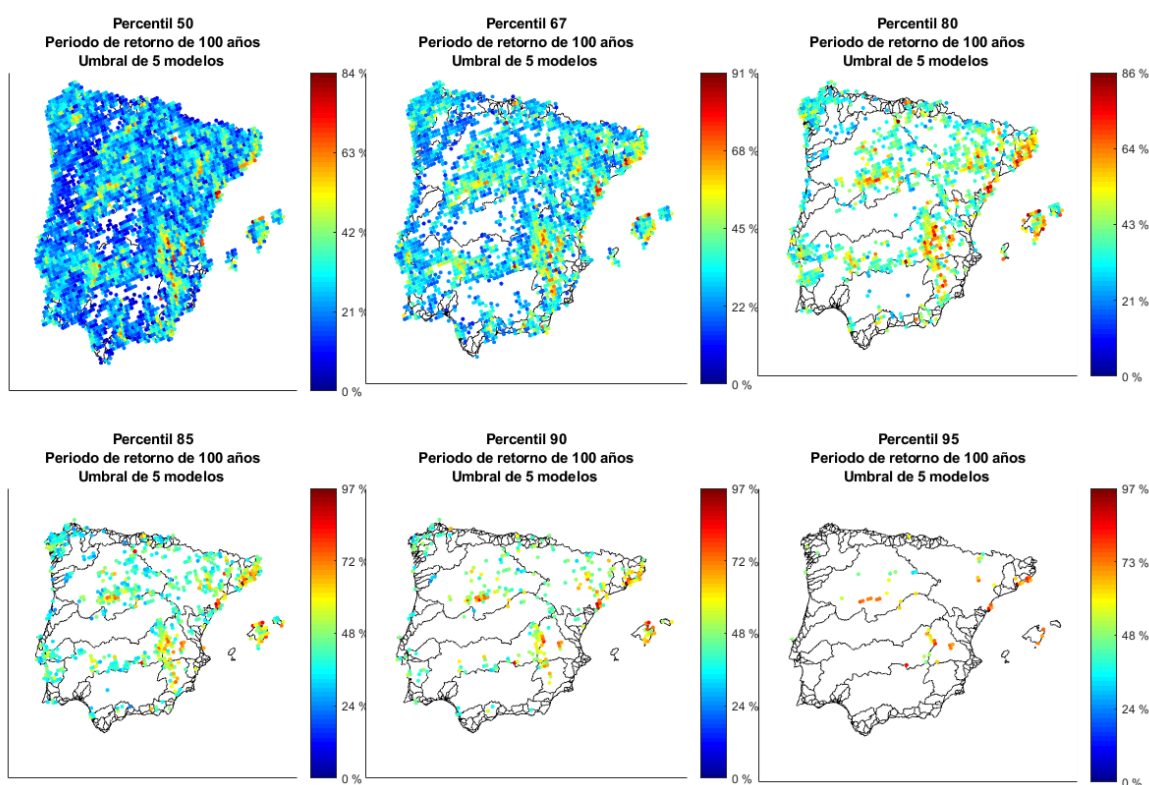 Percentil 50
Periodo de retorno de 100 años
Umbral de 5 modelos
84 %
63 %
42 %
21 %
0 %
Percentil 67
Periodo de retorno de 100 años
Umbral de 5 modelos
91 %
68 %
45 %
22 %
0 %
Percentil 80
Periodo de retorno de 100 años
Umbral de 5 modelos
86 %
64 %
43 %
21 %
0 %
Percentil 85
Periodo de retorno de 100 años
Umbral de 5 modelos
97 %
72 %
48 %
24 %
0 %
Percentil 90
Periodo de retorno de 100 años
Umbral de 5 modelos
97 %
72 %
48 %
24 %
0 %
Percentil 95
Periodo de retorno de 100 años
Umbral de 5 modelos
97 %
73 %
48 %
24 %
0 %